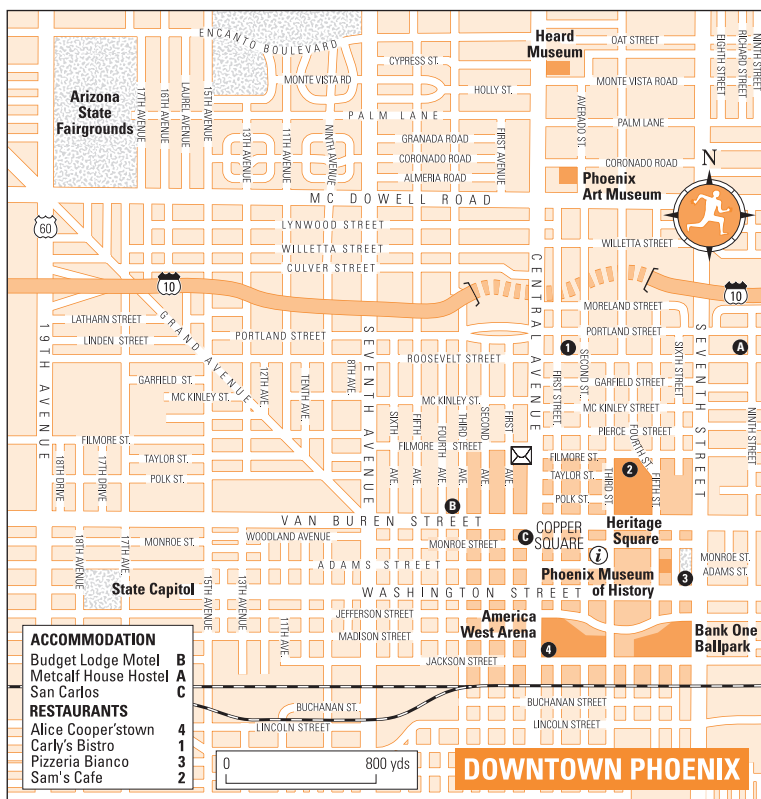 ENCANTO BOULEVARD
MONTE VISTA RD
CYPRESS ST.
HOLLY ST.
PALM LANE
Heard
Museum
OAT STREET
MONTE VISTA ROAD
PALM LANE
CORONADO ROAD
AVERADO ST.
EIGHTH STREET
RICHARD STREET
NINTH STREET
Arizona
State
Fairgrounds
17TH AVENUE
16TH AVENUE
LAUREL AVENUE
15TH AVENUE
13TH AVENUE
11TH AVENUE
NINTH AVENUE
GRANADA ROAD
CORONADO ROAD
ALMERIA ROAD
FIRST AVENUE
Phoenix
Art Museum
N
MC DOWELL ROAD
60
LYNWOOD STREET
WILLETTA STREET
CULVER STREET
WILLETTA STREET
10
10
MORELAND STREET
PORTLAND STREET
LATHARN STREET
LINDEN STREET
GRAND AVENUE
PORTLAND STREET
ROOSEVELT STREET
19TH AVENUE
SEVENTH AVENUE
CENTRAL AVENUE
SEVENTH STREET
1
A
GARFIELD ST.
MC KINLEY ST.
12TH AVE.
TENTH AVE.
8TH AVE.
FIRST STREET
SECOND ST.
SIXTH STREET
GARFIELD STREET
MC KINLEY STREET
PIERCE STREET
NINTH STREET
MC KINLEY ST.
SIXTH AVE.
FIFTH AVE.
FOURTH AVE.
THIRD AVE.
SECOND AVE.
FIRST AVE.
FILMORE STREET
FILMORE ST.
TAYLOR ST.
POLK ST.
18TH DRIVE
17TH DRIVE
FILMORE ST.
TAYLOR ST.
POLK ST.
THIRD ST.
FOURTH ST.
FIFTH ST.
2
B
VAN BUREN STREET
Heritage
Square
MONROE ST.
WOODLAND AVENUE
MONROE STREET
C
COPPER
SQUARE
i
MONROE ST.
ADAMS ST.
3
18TH AVENUE
17TH AVE.
ADAMS STREET
Phoenix Museum
of History
State Capitol
15TH AVENUE
13TH AVENUE
WASHINGTON STREET
11TH AVE.
JEFFERSON STREET
MADISON STREET
JACKSON STREET
America
West Arena
4
Bank One
Ballpark
BUCHANAN ST.
LINCOLN STREET
BUCHANAN STREET
LINCOLN STREET
ACCOMMODATION
Budget Lodge Motel B
Metcalf House Hostel A
San Carlos C
RESTAURANTS
Alice Cooper'stown 4
Carly's Bistro 1
Pizzeria Bianco 3
Sam's Cafe 2
0 800 yds
DOWNTOWN PHOENIX